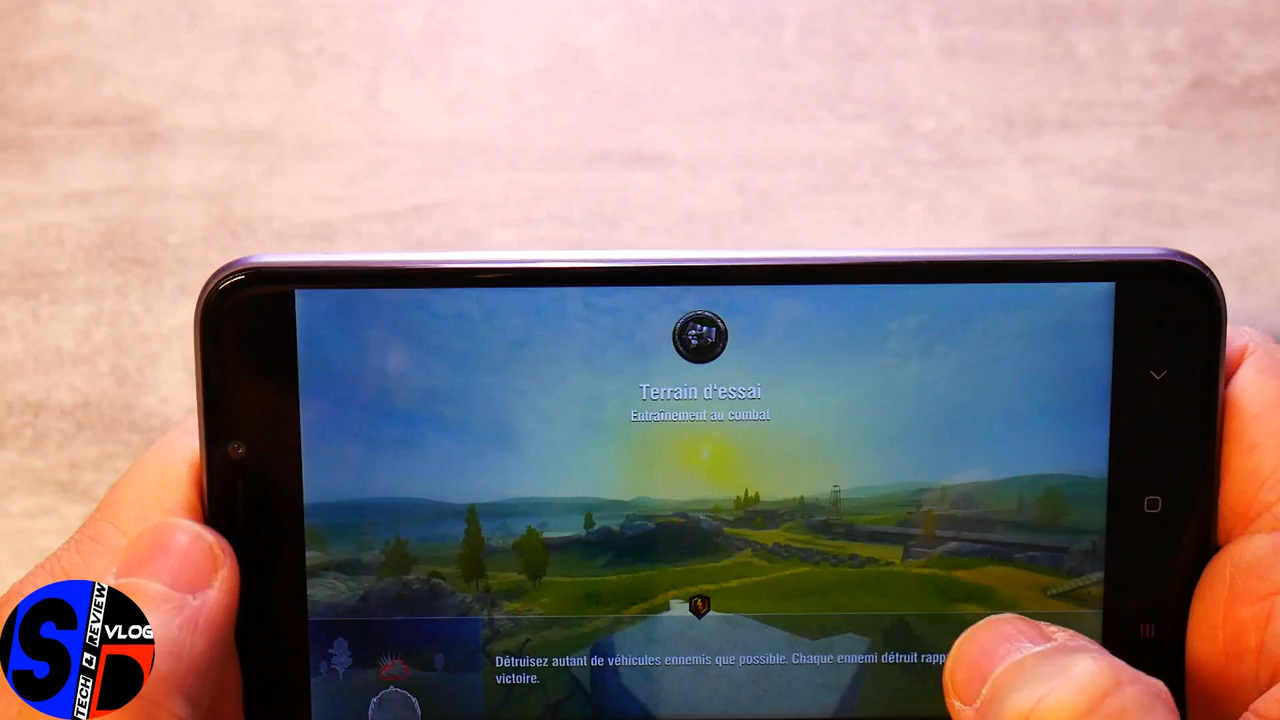 Terrain d'essai
Entraînement au combat
Détruisez autant de véhicules ennemis que possible. Chaque ennemi détruit rapp
victoire.
SD
TECH & REVIEW
VLOG